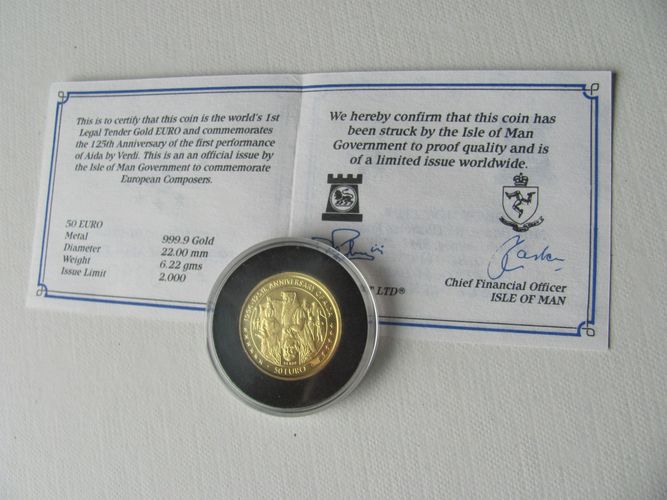 This is to certify that this coin is the world's 1st
Legal Tender Gold EURO and commemorates
the 125th Anniversary of the first performance
of Aida by Verdi. This is an an official issue by
the Isle of Man Government to commemorate
European Composers.
50 EURO
Metal 999.9 Gold
Diameter 22.00 mm
Weight 6.22 gms
Issue Limit 2.000
We hereby confirm that this coin has
been struck by the Isle of Man
Government to proof quality and is
of a limited issue worldwide.
LTD®
Chief Financial Officer
ISLE OF MAN
ANNIVERSARY OF
50 EURO